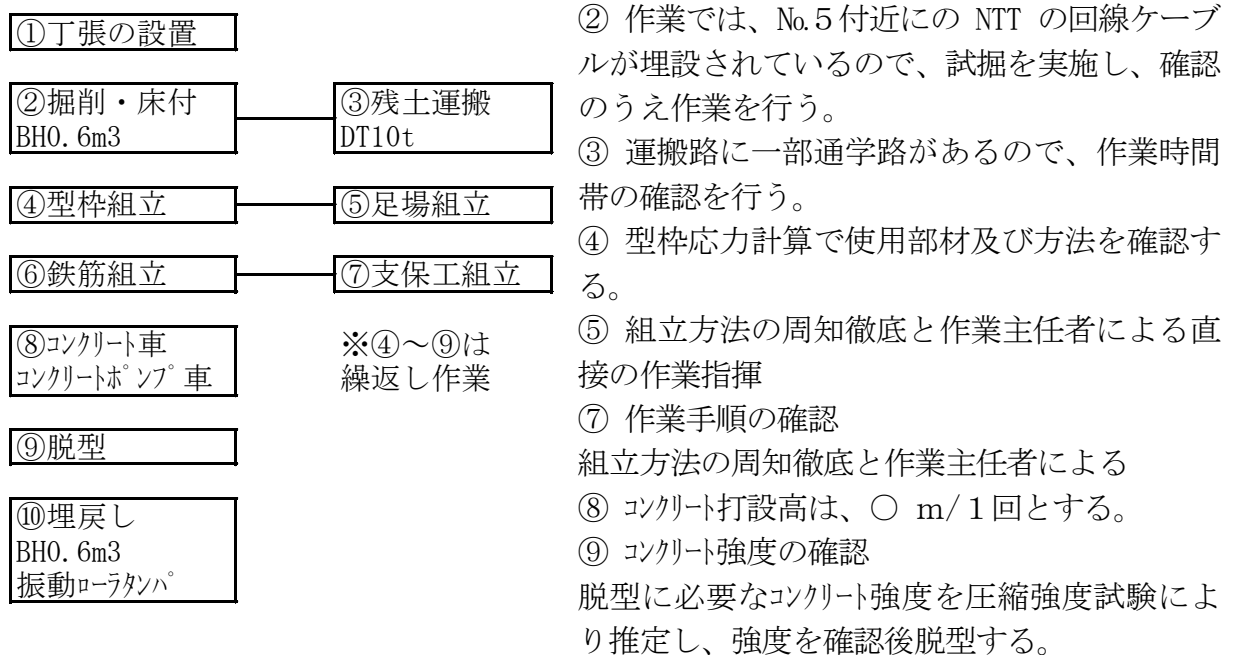 ①丁張の設置
②掘削・床付
BH0.6m3
③残土運搬
DT10t
④型枠組立
⑤足場組立
⑥鉄筋組立
⑦支保工組立
⑧ｺﾝｸﾘｰﾄ車
ｺﾝｸﾘｰﾄﾎﾟﾝﾌﾟ車
※④～⑨は
繰返し作業
⑨脱型
⑩埋戻し
BH0.6m3
振動ﾛｰﾗﾀﾝﾊﾟ
② 作業では、№５付近にの NTT の回線ケーブ
ルが埋設されているので、試掘を実施し、確認
のうえ作業を行う。
③ 運搬路に一部通学路があるので、作業時間
帯の確認を行う。
④ 型枠応力計算で使用部材及び方法を確認す
る。
⑤ 組立方法の周知徹底と作業主任者による直
接の作業指揮
⑦ 作業手順の確認
組立方法の周知徹底と作業主任者による
⑧ ｺﾝｸﾘｰﾄ打設高は、○ ｍ/１回とする。
⑨ ｺﾝｸﾘｰﾄ強度の確認
脱型に必要なｺﾝｸﾘｰﾄ強度を圧縮強度試験によ
り推定し、強度を確認後脱型する。